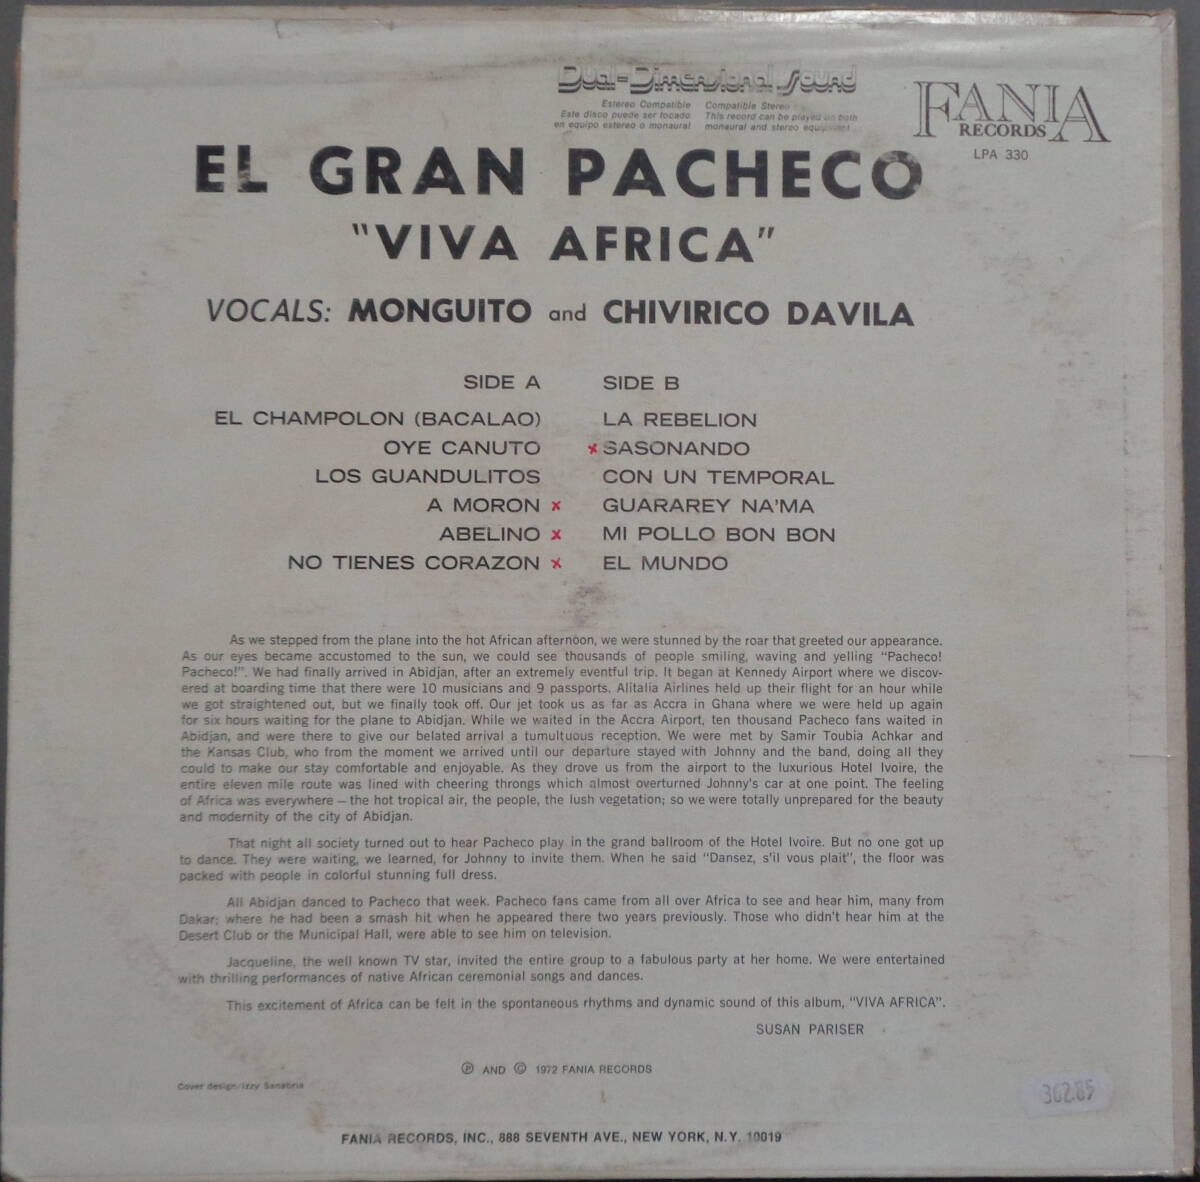 Dual-Dimensional Sound
Estereo Compatible
Este disco puede ser tocado
en equipo estereo o monaural
Compatible Stereo
This record can be played on both
monaural and stereo equipment
FANIA
RECORDS
LPA 330
EL GRAN PACHECO
"VIVA AFRICA"
VOCALS: MONGUITO and CHIVIRICO DAVILA
SIDE A
EL CHAMPOLON (BACALAO)
OYE CANUTO
LOS GUANDULITOS
A MORON x
ABELINO x
NO TIENES CORAZON x
SIDE B
LA REBELION
x SASONANDO
CON UN TEMPORAL
GUARAREY NA'MA
MI POLLO BON BON
EL MUNDO
As we stepped from the plane into the hot African afternoon, we were stunned by the roar that greeted our appearance.
As our eyes became accustomed to the sun, we could see thousands of people smiling, waving and yelling "Pacheco!
Pacheco!". We had finally arrived in Abidjan, after an extremely eventful trip. It began at Kennedy Airport where we discov-
ered at boarding time that there were 10 musicians and 9 passports. Alitalia Airlines held up their flight for an hour while
we got straightened out, but we finally took off. Our jet took us as far as Accra in Ghana where we were held up again
for six hours waiting for the plane to Abidjan. While we waited in the Accra Airport, ten thousand Pacheco fans waited in
Abidjan, and were there to give our belated arrival a tumultuous reception. We were met by Samir Toubia Achkar and
the Kansas Club, who from the moment we arrived until our departure stayed with Johnny and the band, doing all they
could to make our stay comfortable and enjoyable. As they drove us from the airport to the luxurious Hotel Ivoire, the
entire eleven mile route was lined with cheering throngs which almost overturned Johnny's car at one point. The feeling
of Africa was everywhere — the hot tropical air, the people, the lush vegetation; so we were totally unprepared for the beauty
and modernity of the city of Abidjan.
That night all society turned out to hear Pacheco play in the grand ballroom of the Hotel Ivoire. But no one got up
to dance. They were waiting, we learned, for Johnny to invite them. When he said "Dansez, s'il vous plait", the floor was
packed with people in colorful stunning full dress.
All Abidjan danced to Pacheco that week. Pacheco fans came from all over Africa to see and hear him, many from
Dakar; where he had been a smash hit when he appeared there two years previously. Those who didn't hear him at the
Desert Club or the Municipal Hall, were able to see him on television.
Jacqueline, the well known TV star, invited the entire group to a fabulous party at her home. We were entertained
with thrilling performances of native African ceremonial songs and dances.
This excitement of Africa can be felt in the spontaneous rhythms and dynamic sound of this album, "VIVA AFRICA".
SUSAN PARISER
Ⓟ AND © 1972 FANIA RECORDS
Cover design/Izzy Sanabria
36285
FANIA RECORDS, INC., 888 SEVENTH AVE., NEW YORK, N.Y. 10019